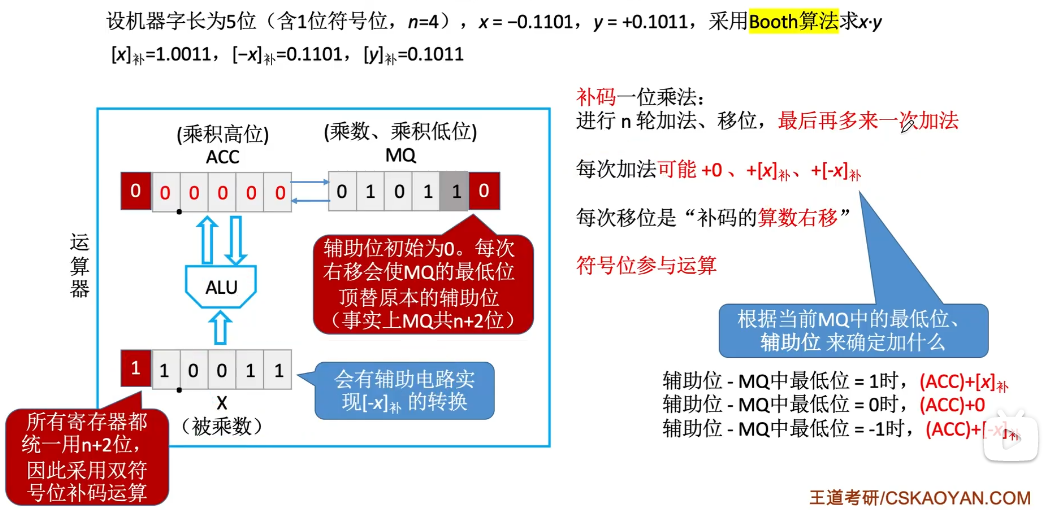 设机器字长为5位（含1位符号位，n=4），x = −0.1101，y = +0.1011，采用Booth算法求x·y
[x]补=1.0011，[−x]补=0.1101，[y]补=0.1011
补码一位乘法：
进行 n 轮加法、移位，最后再多来一次加法
每次加法可能 +0 、+[x]补、+[-x]补
每次移位是“补码的算数右移”
符号位参与运算
运算器
(乘积高位)
ACC
(乘数、乘积低位)
MQ
0 0 0 0 0 0
0 1 0 1 1 0
辅助位初始为0。每次
右移会使MQ的最低位
顶替原本的辅助位
（事实上MQ共n+2位）
ALU
1 1 0 0 1 1
X
（被乘数）
会有辅助电路实
现[-x]补 的转换
所有寄存器都
统一用n+2位，
因此采用双符
号位补码运算
根据当前MQ中的最低位、
辅助位 来确定加什么
辅助位 - MQ中最低位 = 1时，(ACC)+[x]补
辅助位 - MQ中最低位 = 0时，(ACC)+0
辅助位 - MQ中最低位 = -1时，(ACC)+[-x]补
王道考研/CSKAOYAN.COM